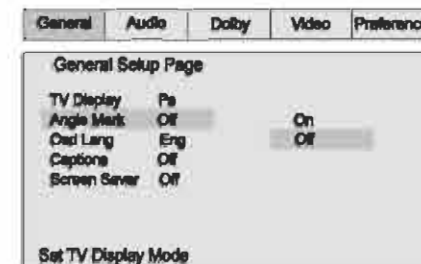 General Audio Dolby Video Preferenc
General Setup Page
TV Display Ps
Angle Mark Off On
Osd Lang Eng Off
Captions Off
Screen Saver Off
Set TV Display Mode